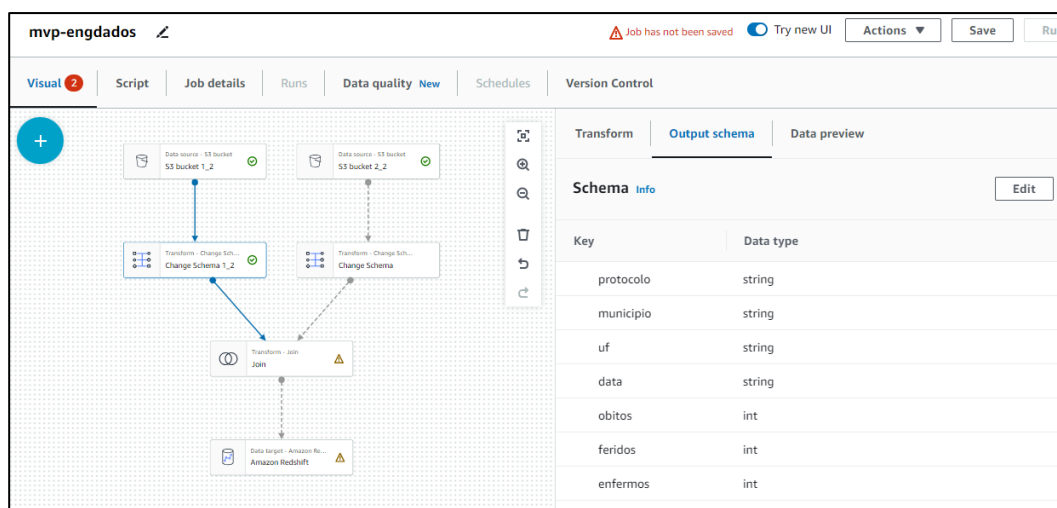 mvp-engdados
Job has not been saved
Try new UI
Actions ▼
Save
Ru
Visual 2
Script
Job details
Runs
Data quality New
Schedules
Version Control
+
Data source - S3 bucket
S3 bucket 1_2
Data source - S3 bucket
S3 bucket 2_2
Transform - Change Sch...
Change Schema 1_2
Transform - Change Sch...
Change Schema
Transform - Join
Join
Data target - Amazon Re...
Amazon Redshift
Transform
Output schema
Data preview
Schema Info
Edit
Key Data type
protocolo string
municipio string
uf string
data string
obitos int
feridos int
enfermos int